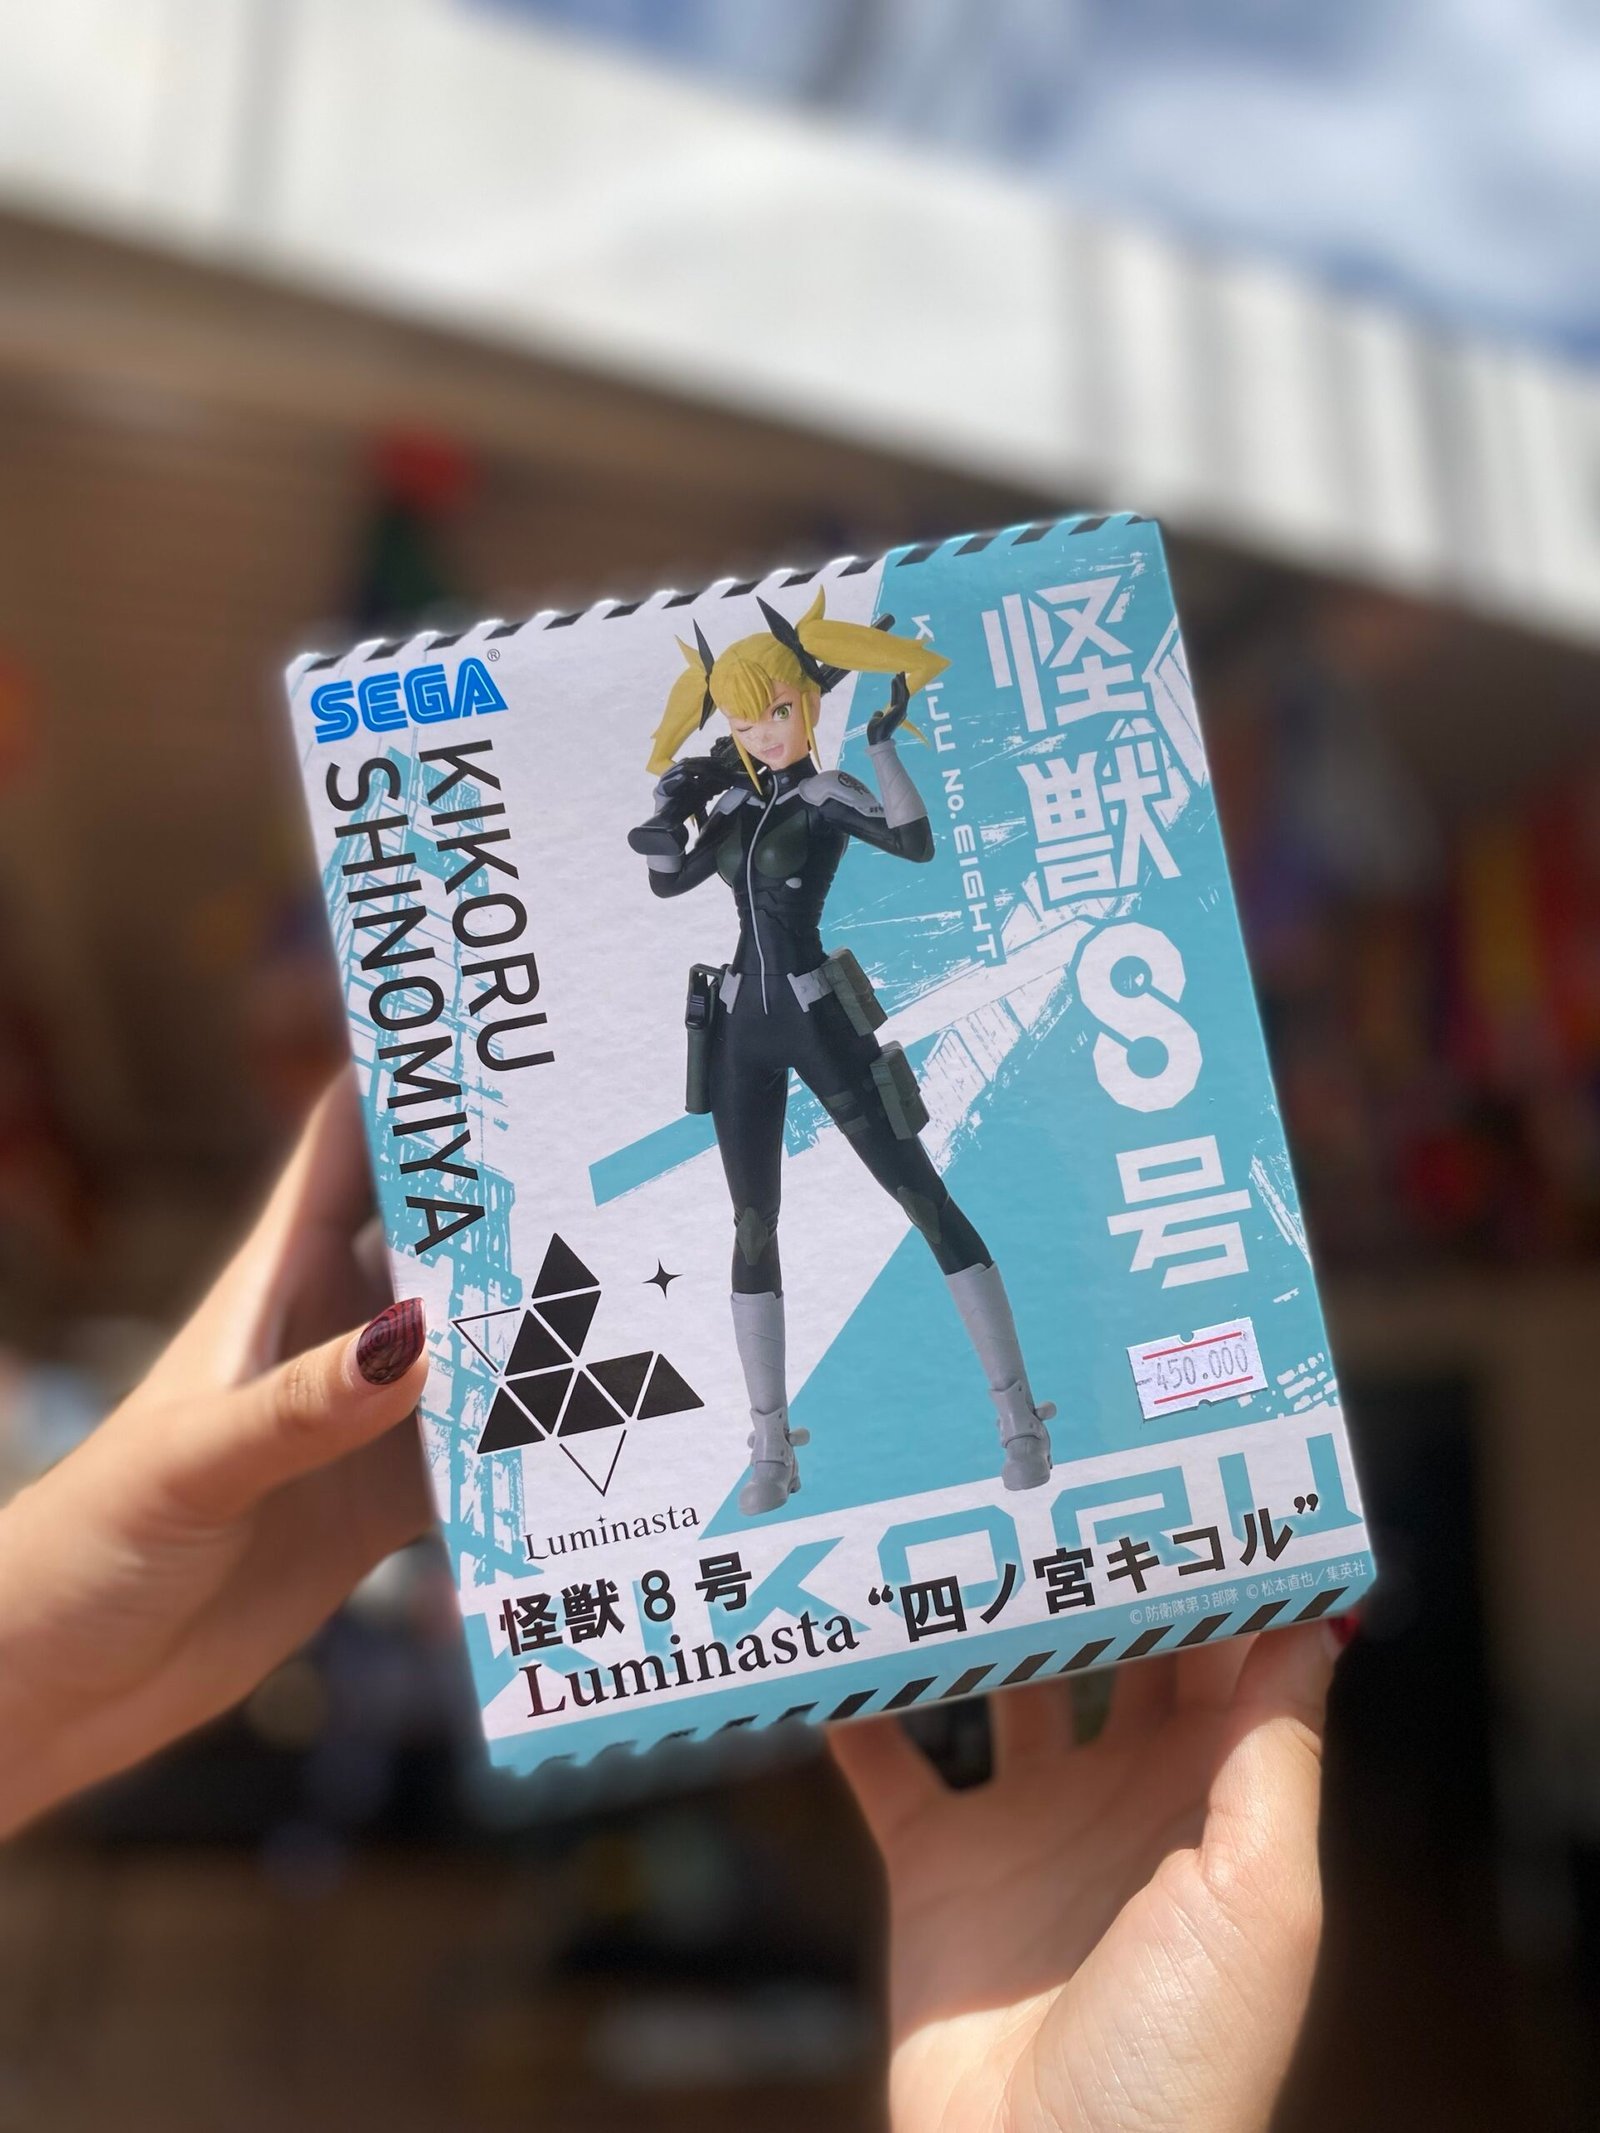 SEGA®
KIKORU
SHINOMIYA
怪獣8号
KAIJU No.EIGHT
-450.000
Luminasta
KIKORU
怪獣8号
Luminasta “四ノ宮キコル”
©防衛隊第3部隊 ©松本直也/集英社